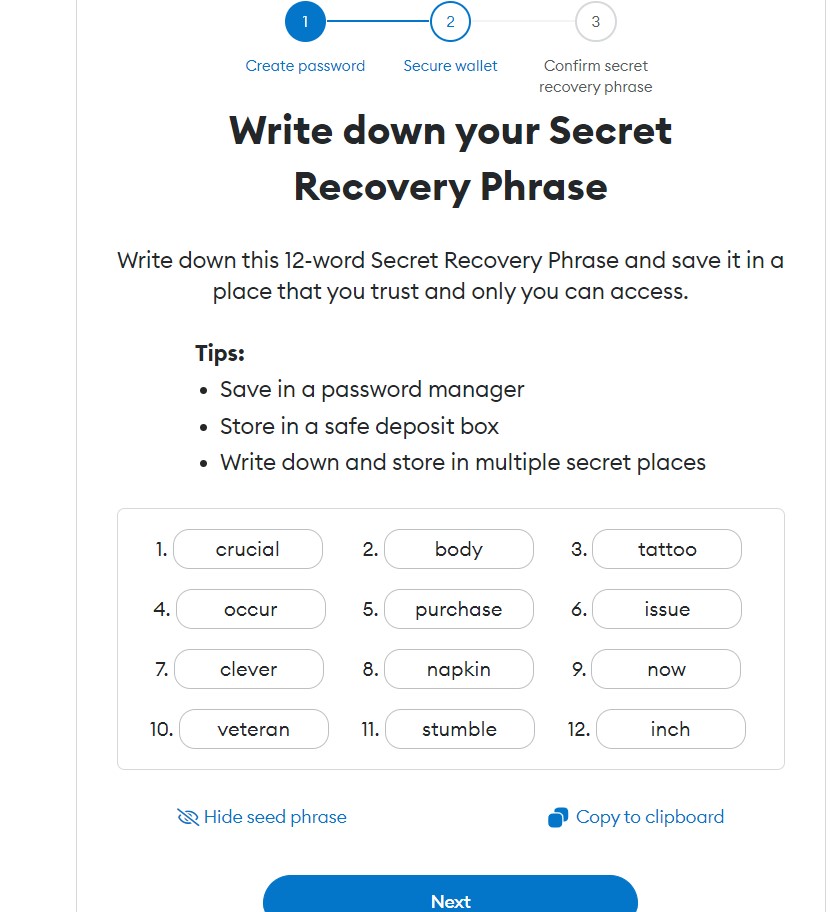 1 2 3
Create password Secure wallet Confirm secret
recovery phrase
Write down your Secret
Recovery Phrase
Write down this 12-word Secret Recovery Phrase and save it in a
place that you trust and only you can access.
Tips:
• Save in a password manager
• Store in a safe deposit box
• Write down and store in multiple secret places
1. crucial 2. body 3. tattoo
4. occur 5. purchase 6. issue
7. clever 8. napkin 9. now
10. veteran 11. stumble 12. inch
Hide seed phrase Copy to clipboard
Next